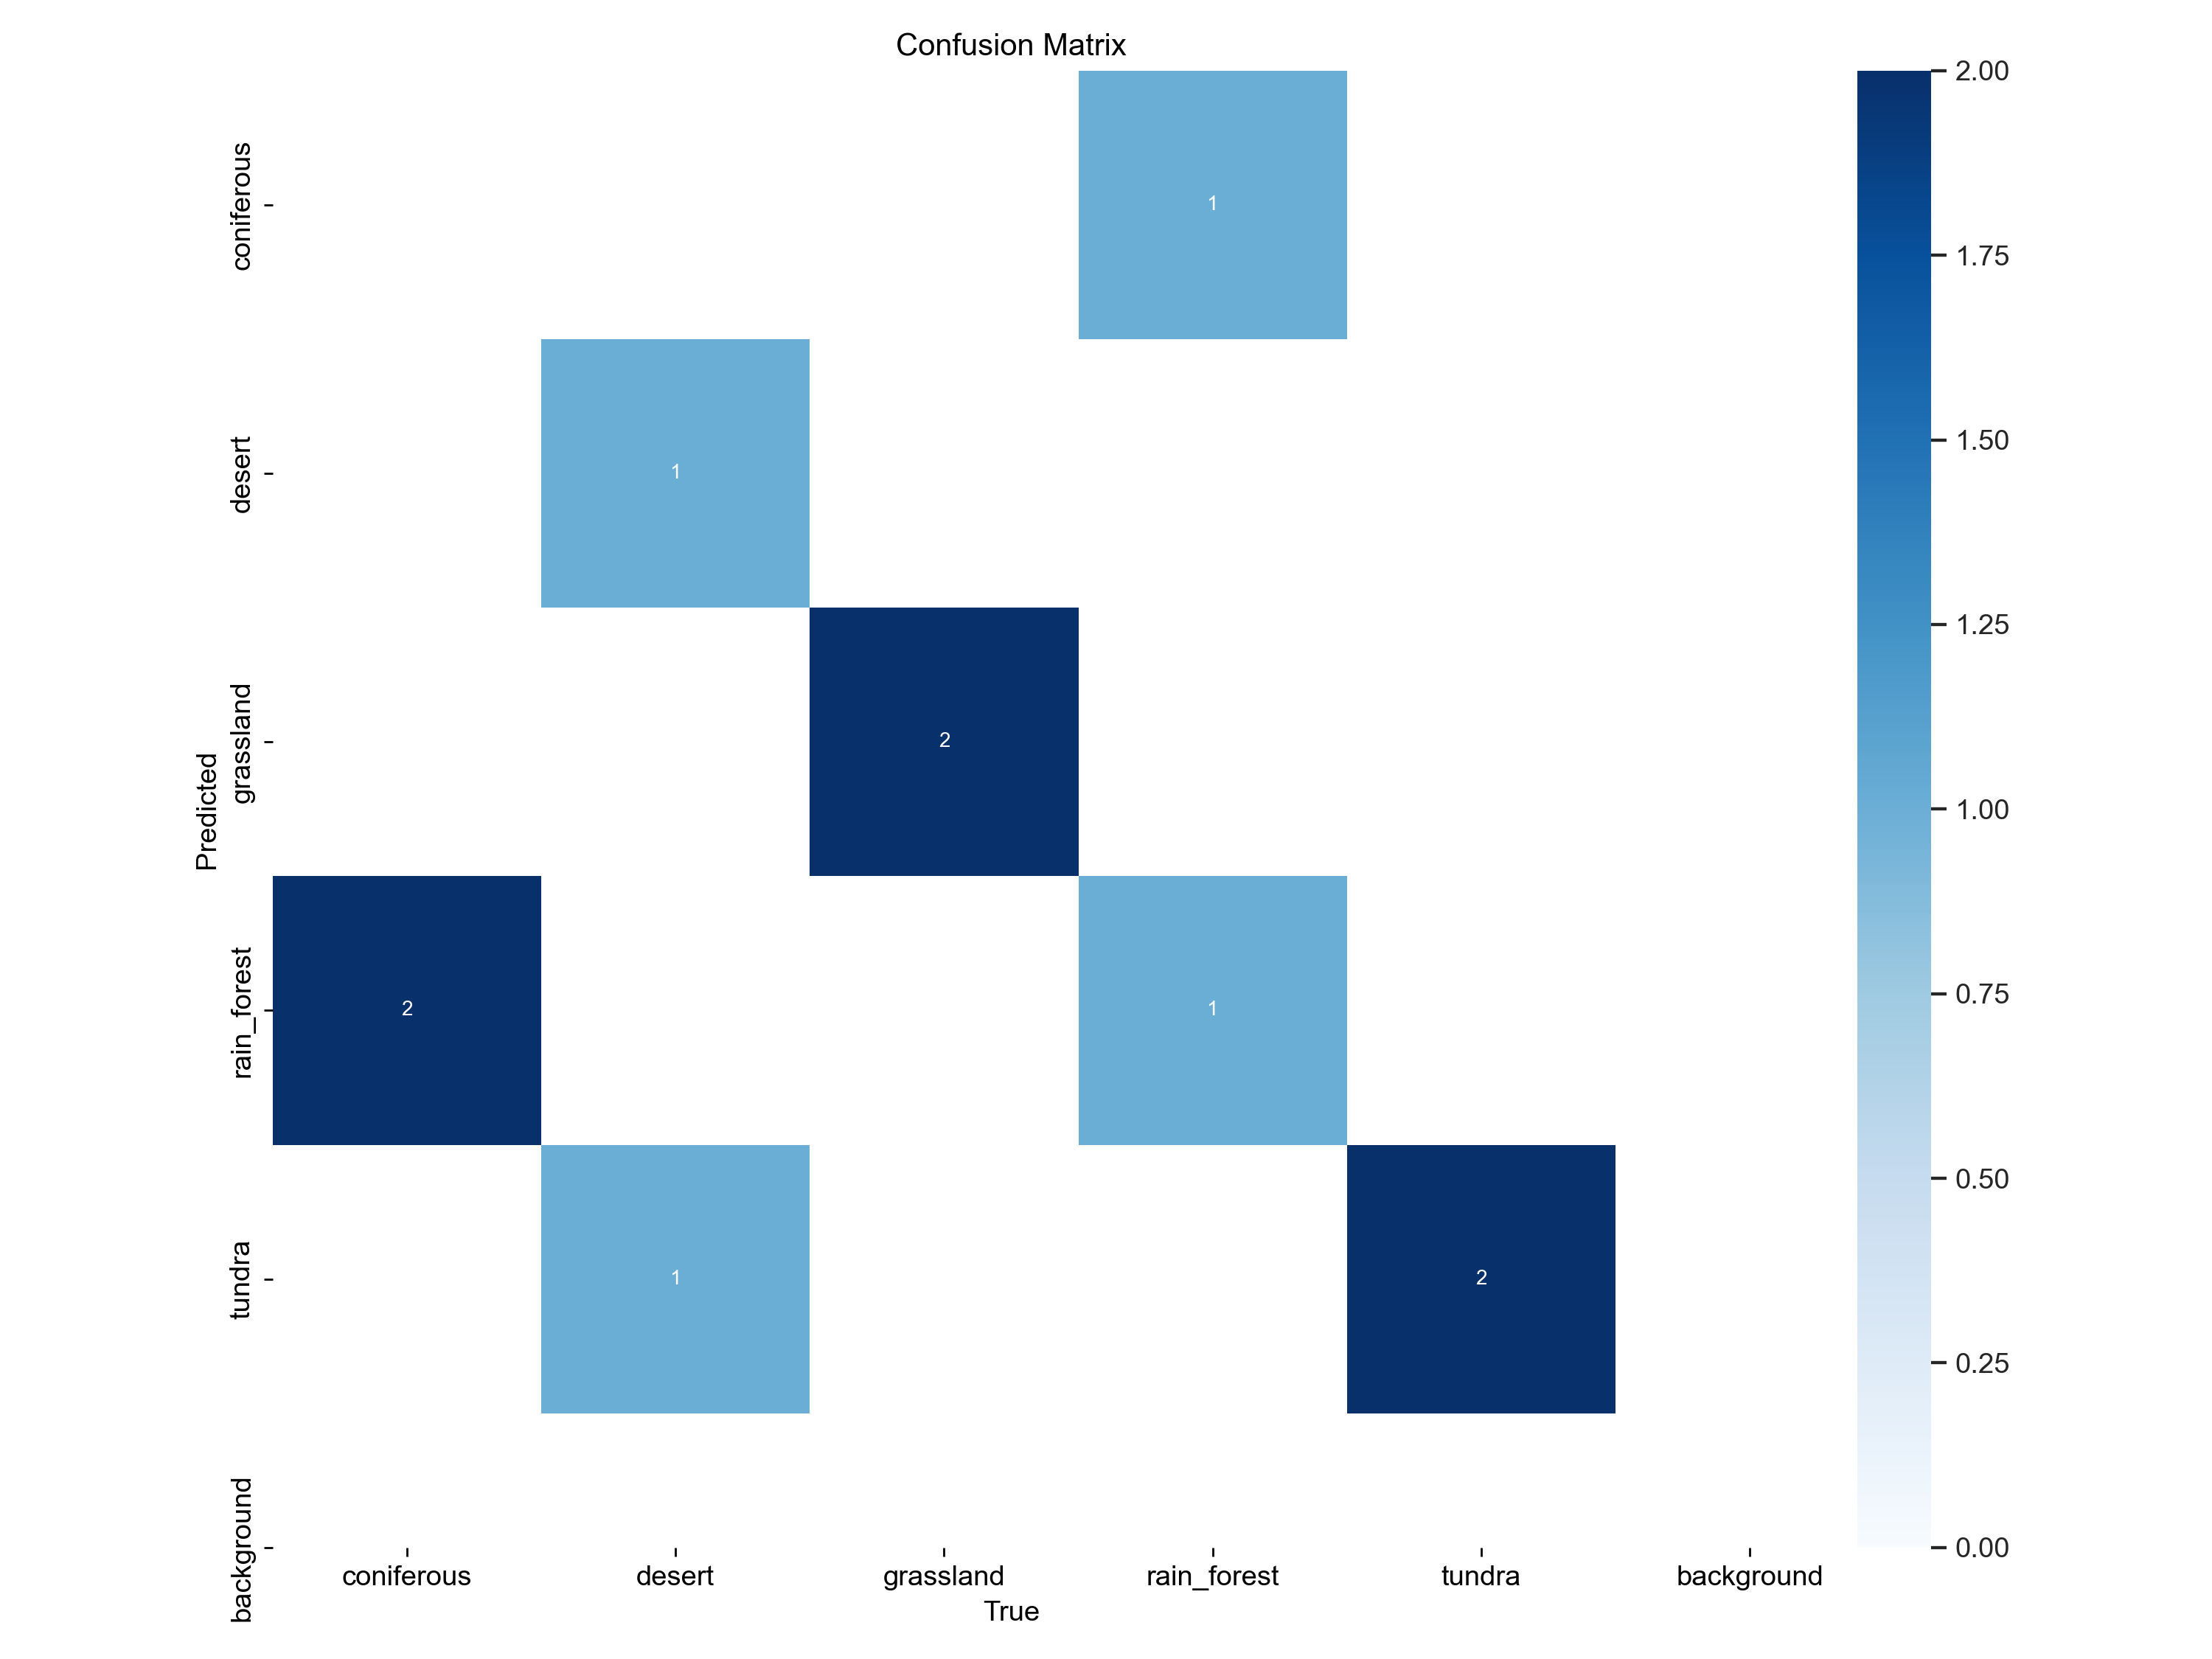 Confusion Matrix
Predicted
coniferous
desert
grassland
rain_forest
tundra
background
1
1
2
2
1
1
2
coniferous
desert
grassland
rain_forest
tundra
background
True
2.00
1.75
1.50
1.25
1.00
0.75
0.50
0.25
0.00